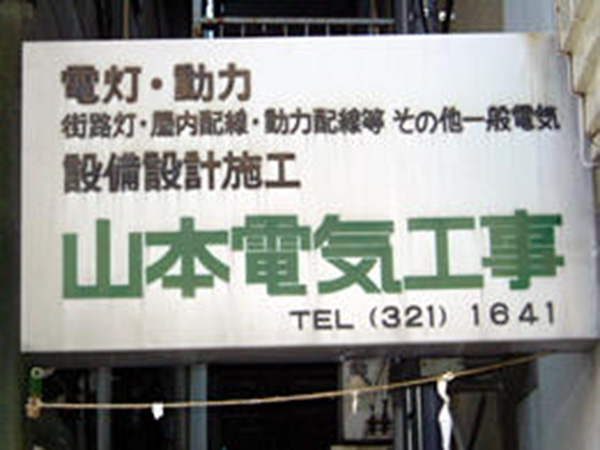 電灯・動力
街路灯・屋内配線・動力配線等 その他一般電気
設備設計施工
山本電気工事
TEL (321) 1641